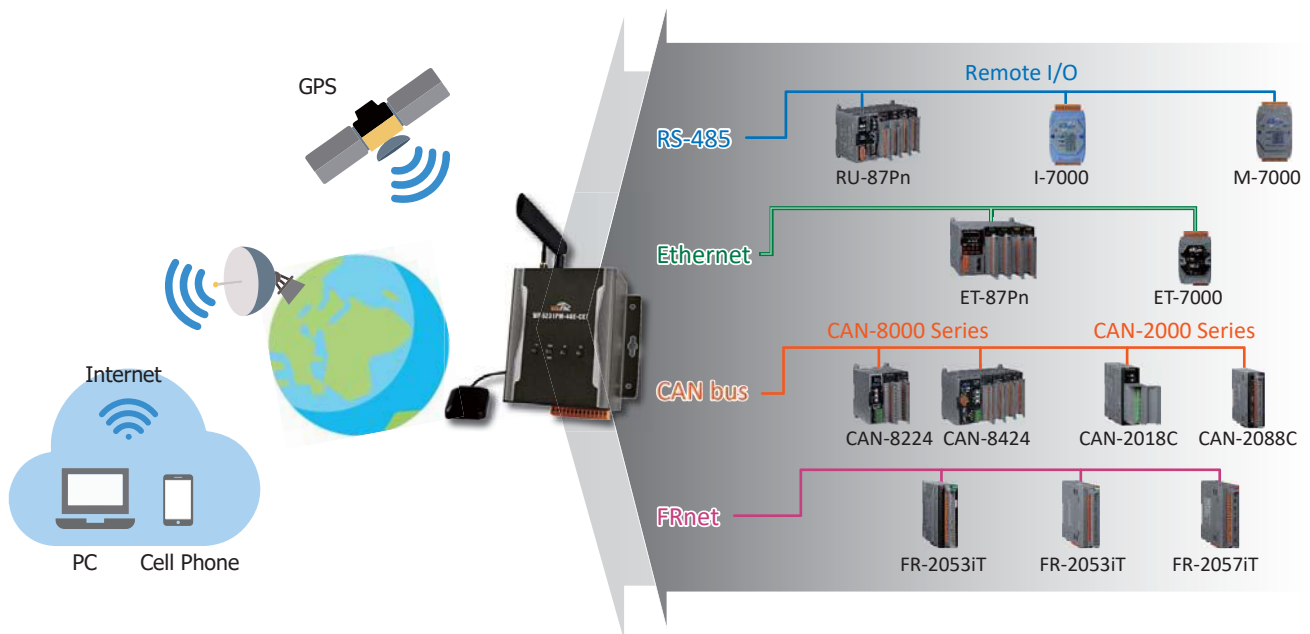 GPS
Internet
PC
Cell Phone
Remote I/O
RS-485
RU-87Pn
I-7000
M-7000
Ethernet
ET-87Pn
ET-7000
CAN-8000 Series
CAN-2000 Series
CAN bus
CAN-8224
CAN-8424
CAN-2018C
CAN-2088C
FRnet
FR-2053iT
FR-2053iT
FR-2057iT